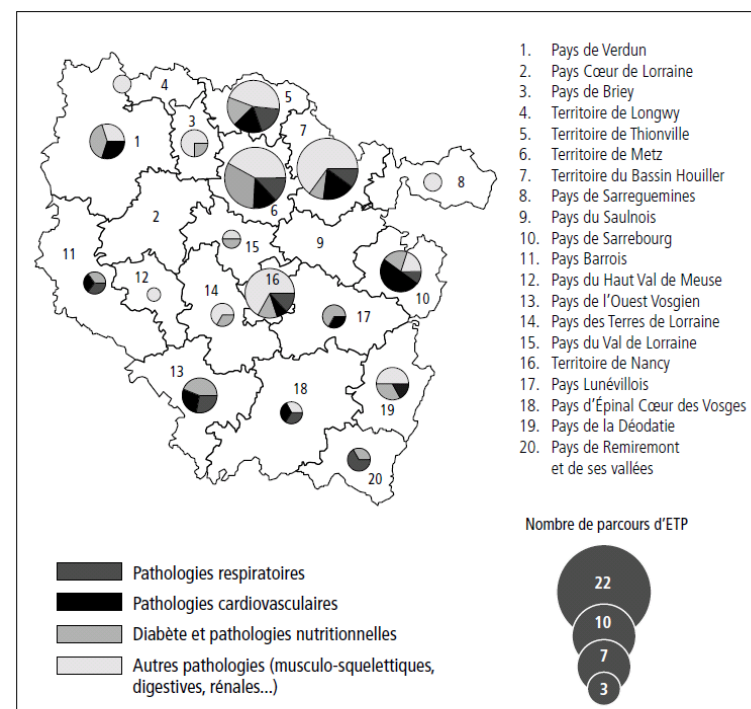 1. Pays de Verdun
2. Pays Cœur de Lorraine
3. Pays de Briey
4. Territoire de Longwy
5. Territoire de Thionville
6. Territoire de Metz
7. Territoire du Bassin Houiller
8. Pays de Sarreguemines
9. Pays du Saulnois
10. Pays de Sarrebourg
11. Pays Barrois
12. Pays du Haut Val de Meuse
13. Pays de l'Ouest Vosgien
14. Pays des Terres de Lorraine
15. Pays du Val de Lorraine
16. Territoire de Nancy
17. Pays Lunévillois
18. Pays d'Épinal Cœur des Vosges
19. Pays de la Déodatie
20. Pays de Remiremont
et de ses vallées
4
5
3
7
1
8
6
2
9
15
11
12
16
10
14
17
13
18
19
20
Nombre de parcours d'ETP
22
10
7
3
Pathologies respiratoires
Pathologies cardiovasculaires
Diabète et pathologies nutritionnelles
Autres pathologies (musculo-squelettiques,
digestives, rénales...)